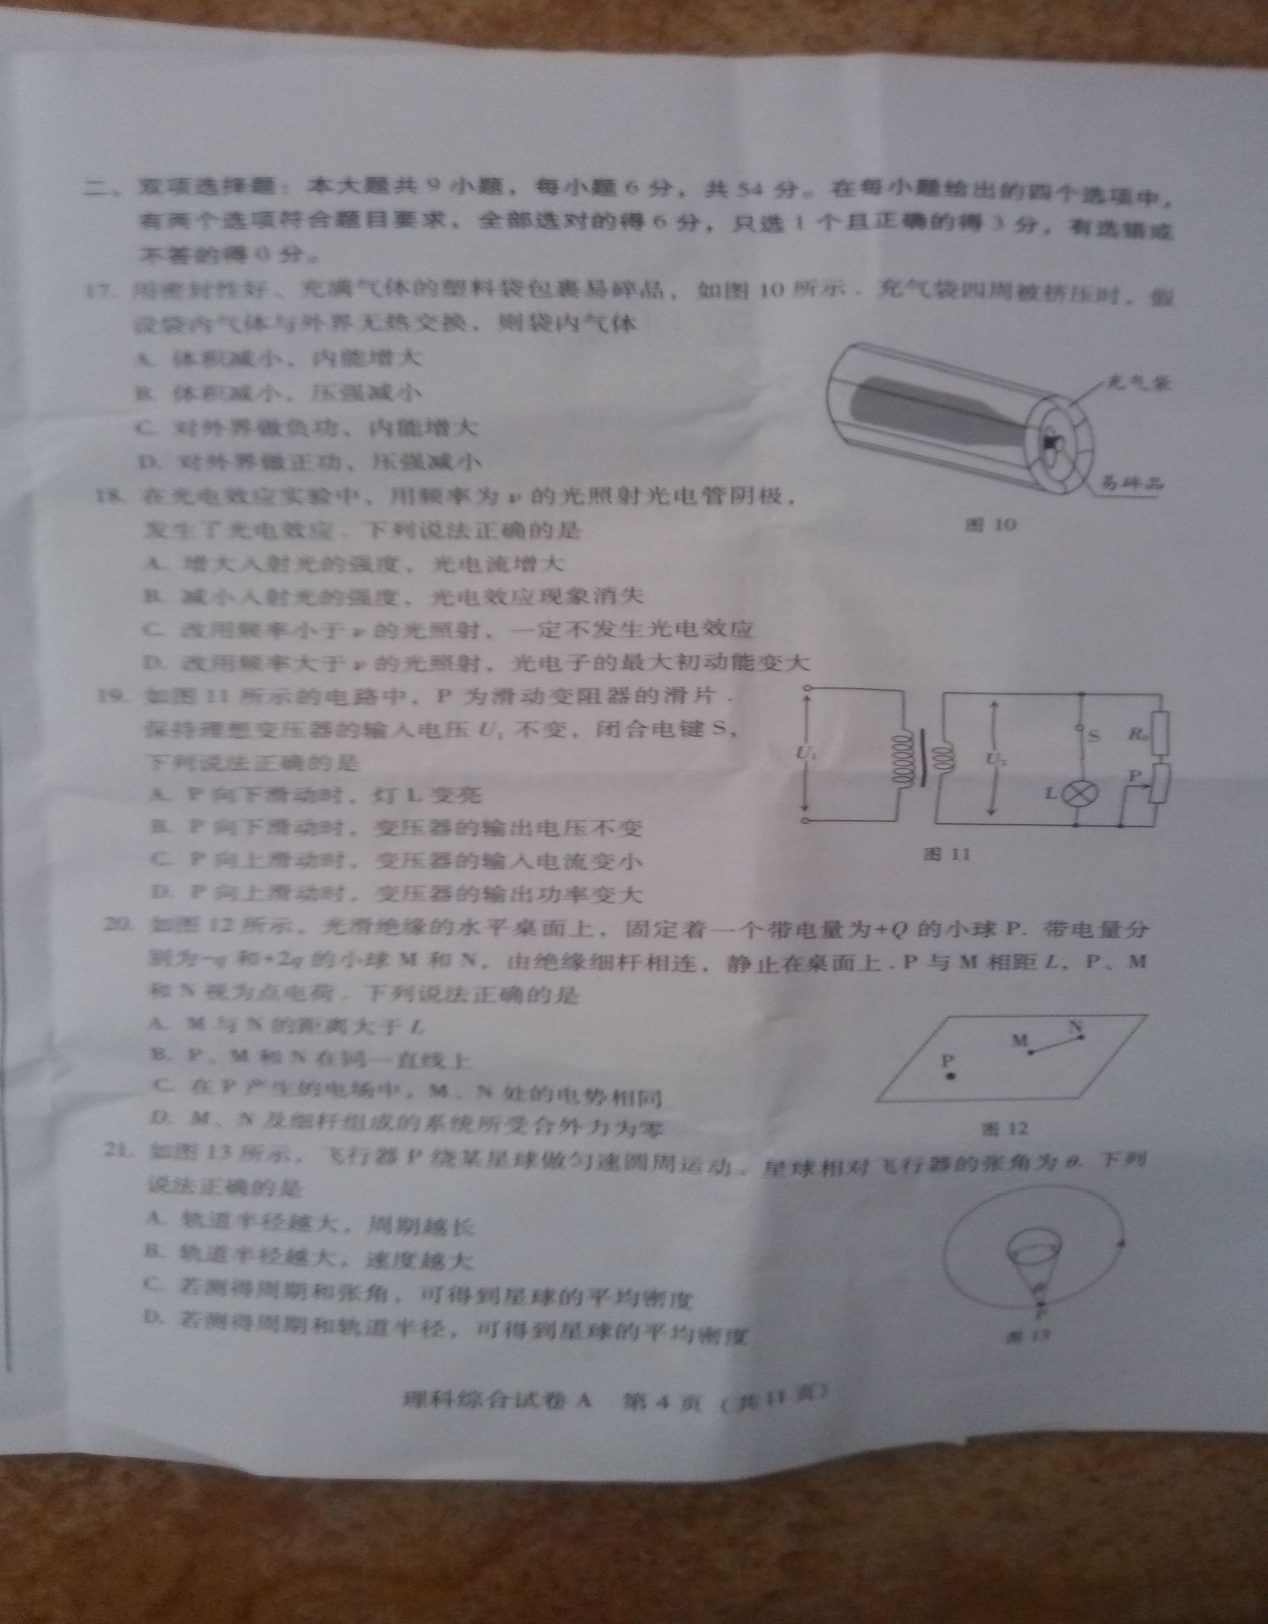 二、双项选择题：本大题共9小题，每小题6分，共54分。在每小题给出的四个选项中，
有两个选项符合题目要求，全部选对的得6分，只选1个且正确的得3分，有选错或
不答的得0分。
17. 用密封性好、充满气体的塑料袋包裹易碎品，如图10所示．充气袋四周被挤压时，假
设袋内气体与外界无热交换，则袋内气体
A. 体积减小，内能增大
B. 体积减小，压强减小
C. 对外界做负功，内能增大
D. 对外界做正功，压强减小
充气袋
易碎品
图 10
18. 在光电效应实验中，用频率为ν的光照射光电管阴极，
发生了光电效应．下列说法正确的是
A. 增大入射光的强度，光电流增大
B. 减小入射光的强度，光电效应现象消失
C. 改用频率小于ν的光照射，一定不发生光电效应
D. 改用频率大于ν的光照射，光电子的最大初动能变大
19. 如图11所示的电路中，P为滑动变阻器的滑片．
保持理想变压器的输入电压U₁不变，闭合电键S，
下列说法正确的是
A. P向下滑动时，灯L变亮
B. P向下滑动时，变压器的输出电压不变
C. P向上滑动时，变压器的输入电流变小
D. P向上滑动时，变压器的输出功率变大
U₁
U₂
S
R₀
P
L
图 11
20. 如图12所示，光滑绝缘的水平桌面上，固定着一个带电量为+Q的小球P. 带电量分
别为-q和+2q的小球M和N，由绝缘细杆相连，静止在桌面上．P与M相距L，P、M
和N视为点电荷．下列说法正确的是
A. M与N的距离大于L
B. P、M和N在同一直线上
C. 在P产生的电场中，M、N处的电势相同
D. M、N及细杆组成的系统所受合外力为零
P
M
N
图 12
21. 如图13所示，飞行器P绕某星球做匀速圆周运动。星球相对飞行器的张角为θ. 下列
说法正确的是
A. 轨道半径越大，周期越长
B. 轨道半径越大，速度越大
C. 若测得周期和张角，可得到星球的平均密度
D. 若测得周期和轨道半径，可得到星球的平均密度
θ
P
图 13
理科综合试卷A 第4页（共11页）